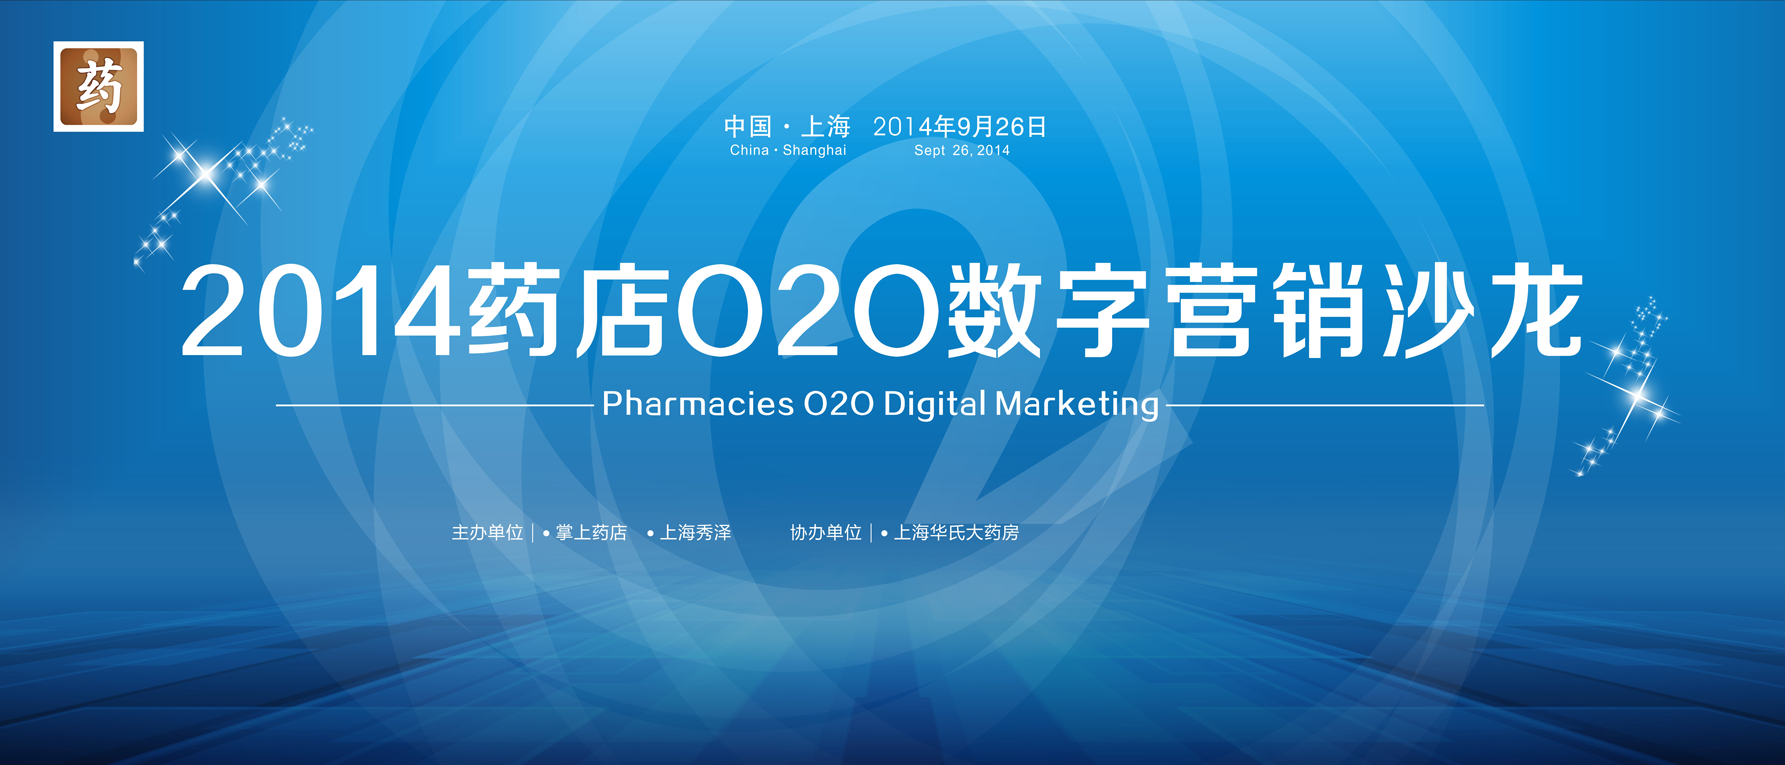 药
中国·上海 2014年9月26日
China·Shanghai Sept 26, 2014
2014药店O2O数字营销沙龙
Pharmacies O2O Digital Marketing
主办单位|•掌上药店 •上海秀泽 协办单位|•上海华氏大药房